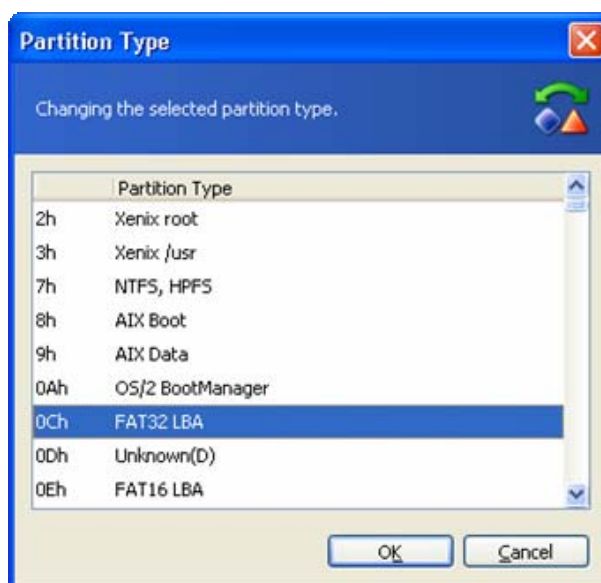 Partition Type
Changing the selected partition type.
Partition Type
2h Xenix root
3h Xenix /usr
7h NTFS, HPFS
8h AIX Boot
9h AIX Data
0Ah OS/2 BootManager
0Ch FAT32 LBA
0Dh Unknown(D)
0Eh FAT16 LBA
OK Cancel